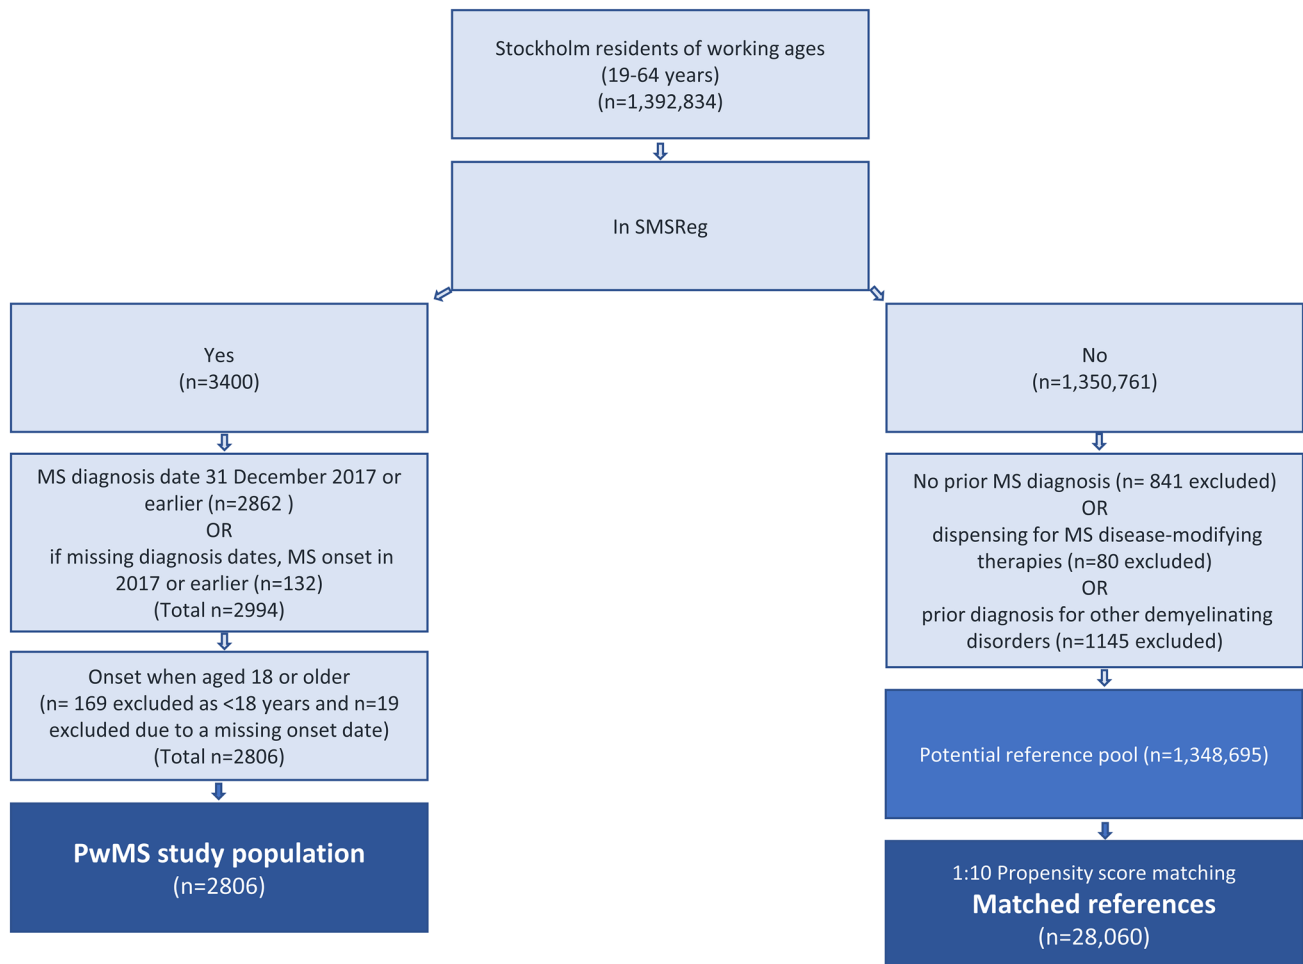 Stockholm residents of working ages
(19-64 years)
(n=1,392,834)
In SMSReg
Yes
(n=3400)
No
(n=1,350,761)
MS diagnosis date 31 December 2017 or
earlier (n=2862 )
OR
if missing diagnosis dates, MS onset in
2017 or earlier (n=132)
(Total n=2994)
No prior MS diagnosis (n= 841 excluded)
OR
dispensing for MS disease-modifying
therapies (n=80 excluded)
OR
prior diagnosis for other demyelinating
disorders (n=1145 excluded)
Onset when aged 18 or older
(n= 169 excluded as <18 years and n=19
excluded due to a missing onset date)
(Total n=2806)
Potential reference pool (n=1,348,695)
PwMS study population
(n=2806)
1:10 Propensity score matching
Matched references
(n=28,060)